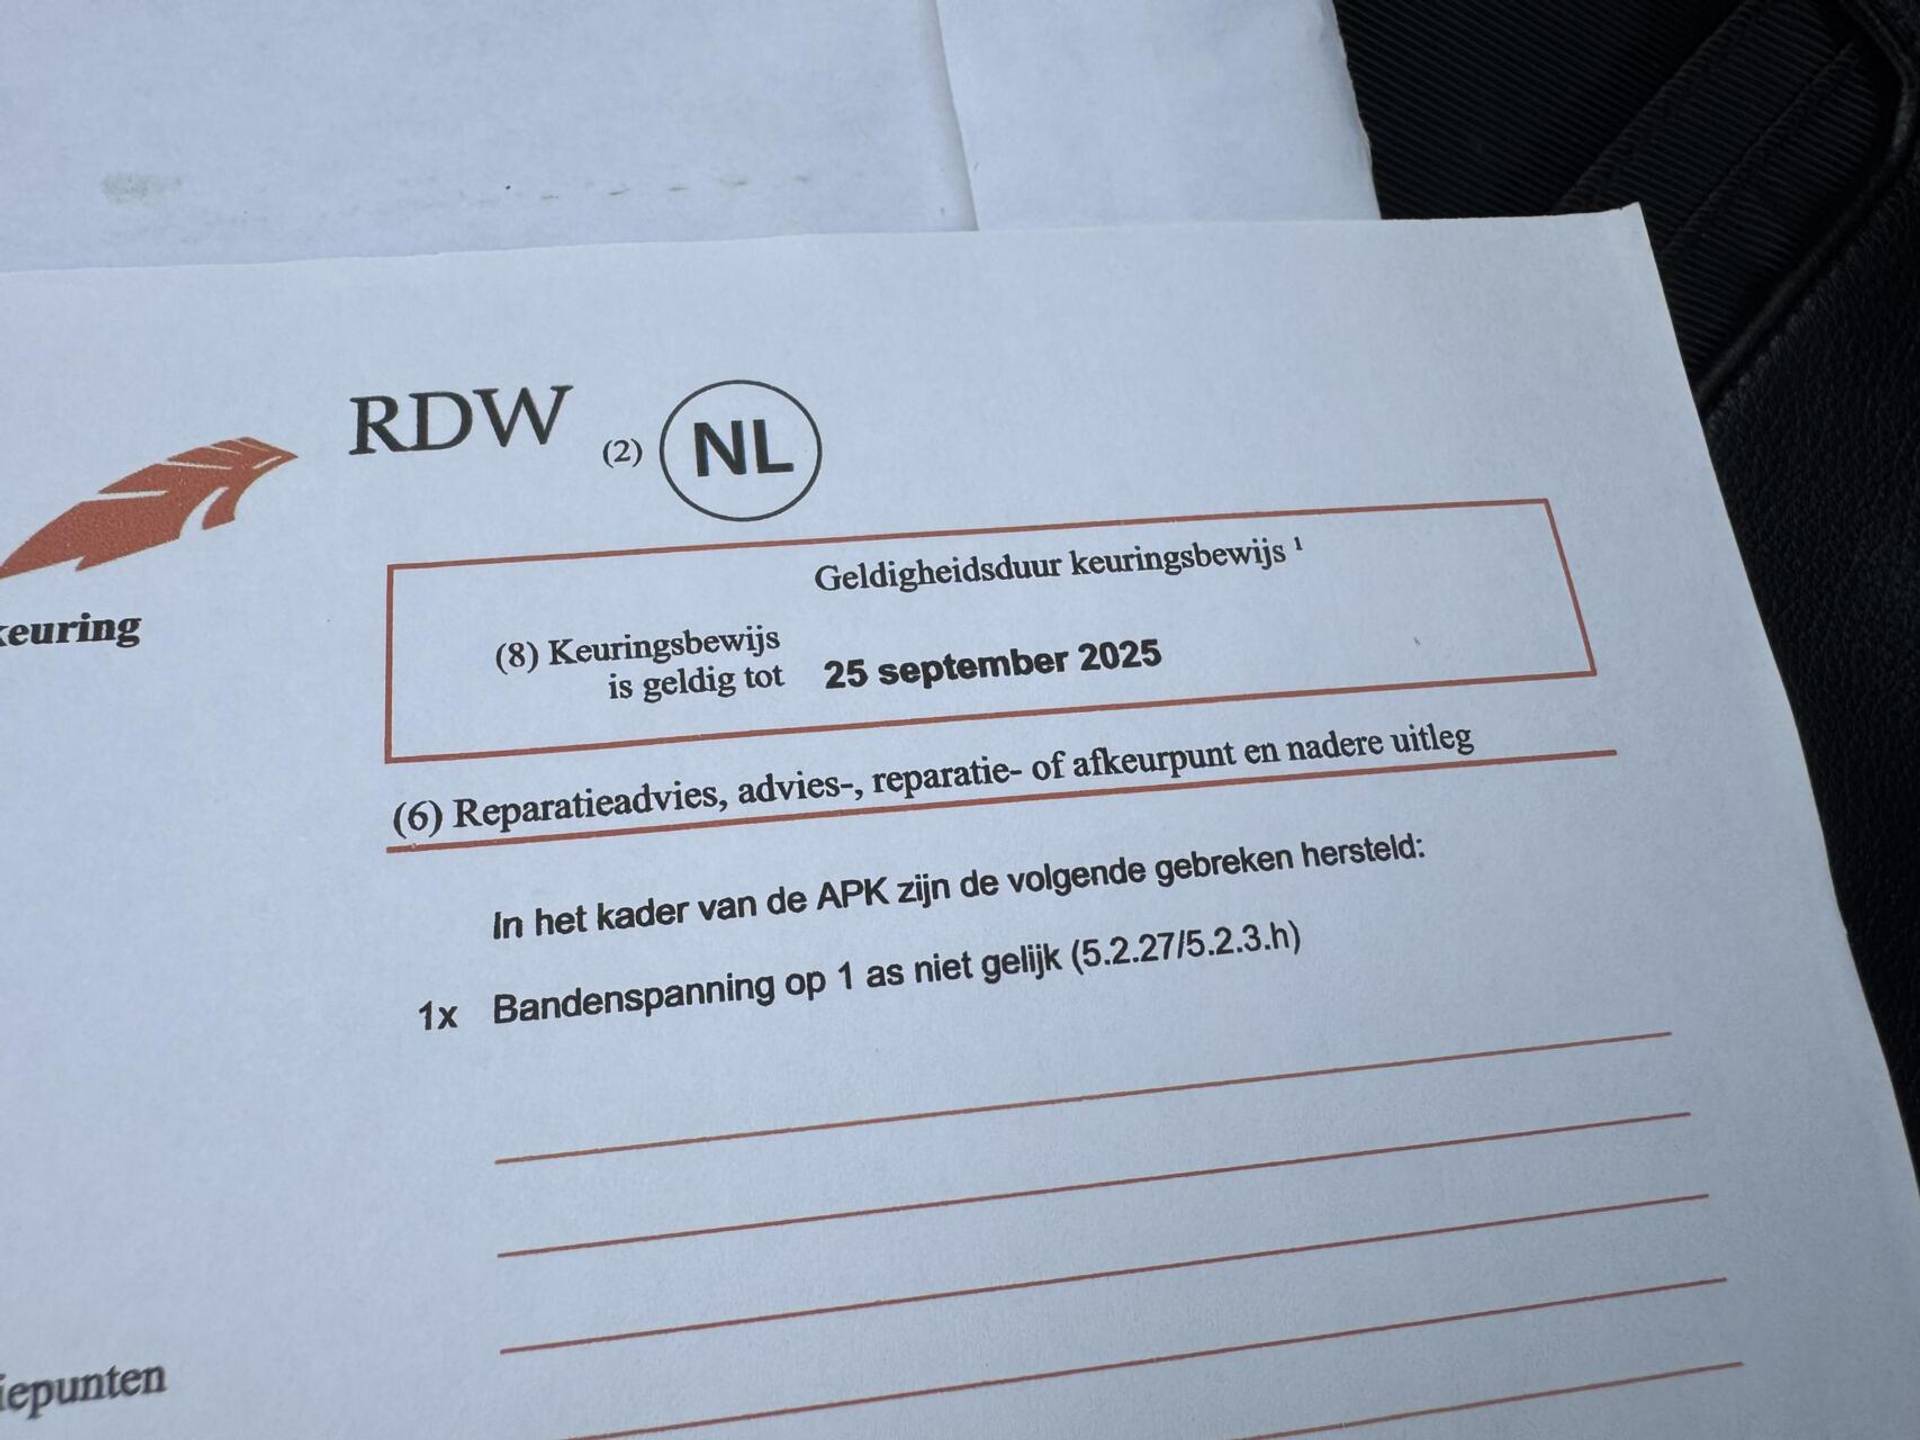 RDW (2) NL
Geldigheidsduur keuringsbewijs ¹
keuring
(8) Keuringsbewijs
is geldig tot 25 september 2025
(6) Reparatieadvies, advies-, reparatie- of afkeurpunt en nadere uitleg
In het kader van de APK zijn de volgende gebreken hersteld:
1x Bandenspanning op 1 as niet gelijk (5.2.27/5.2.3.h)
iepunten